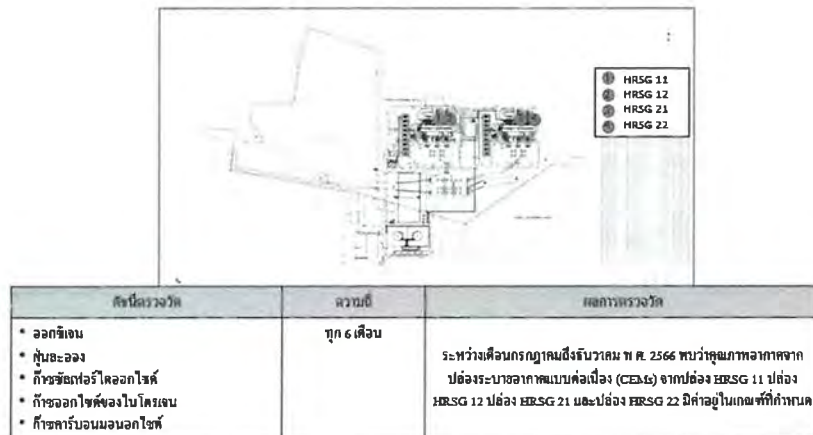 HRSG 11
HRSG 12
HRSG 21
HRSG 22
ดัชนีตรวจวัด
ความถี่
ผลการตรวจวัด
• ออกซิเจน
• ฝุ่นละออง
• ก๊าซซัลเฟอร์ไดออกไซด์
• ก๊าซออกไซด์ของไนโตรเจน
• ก๊าซคาร์บอนมอนอกไซด์
ทุก 6 เดือน
ระหว่างเดือนกรกฎาคมถึงธันวาคม พ.ศ. 2566 พบว่าคุณภาพอากาศจาก
ปล่องระบายอากาศแบบต่อเนื่อง (CEMs) จากปล่อง HRSG 11 ปล่อง
HRSG 12 ปล่อง HRSG 21 และปล่อง HRSG 22 มีค่าอยู่ในเกณฑ์ที่กำหนด